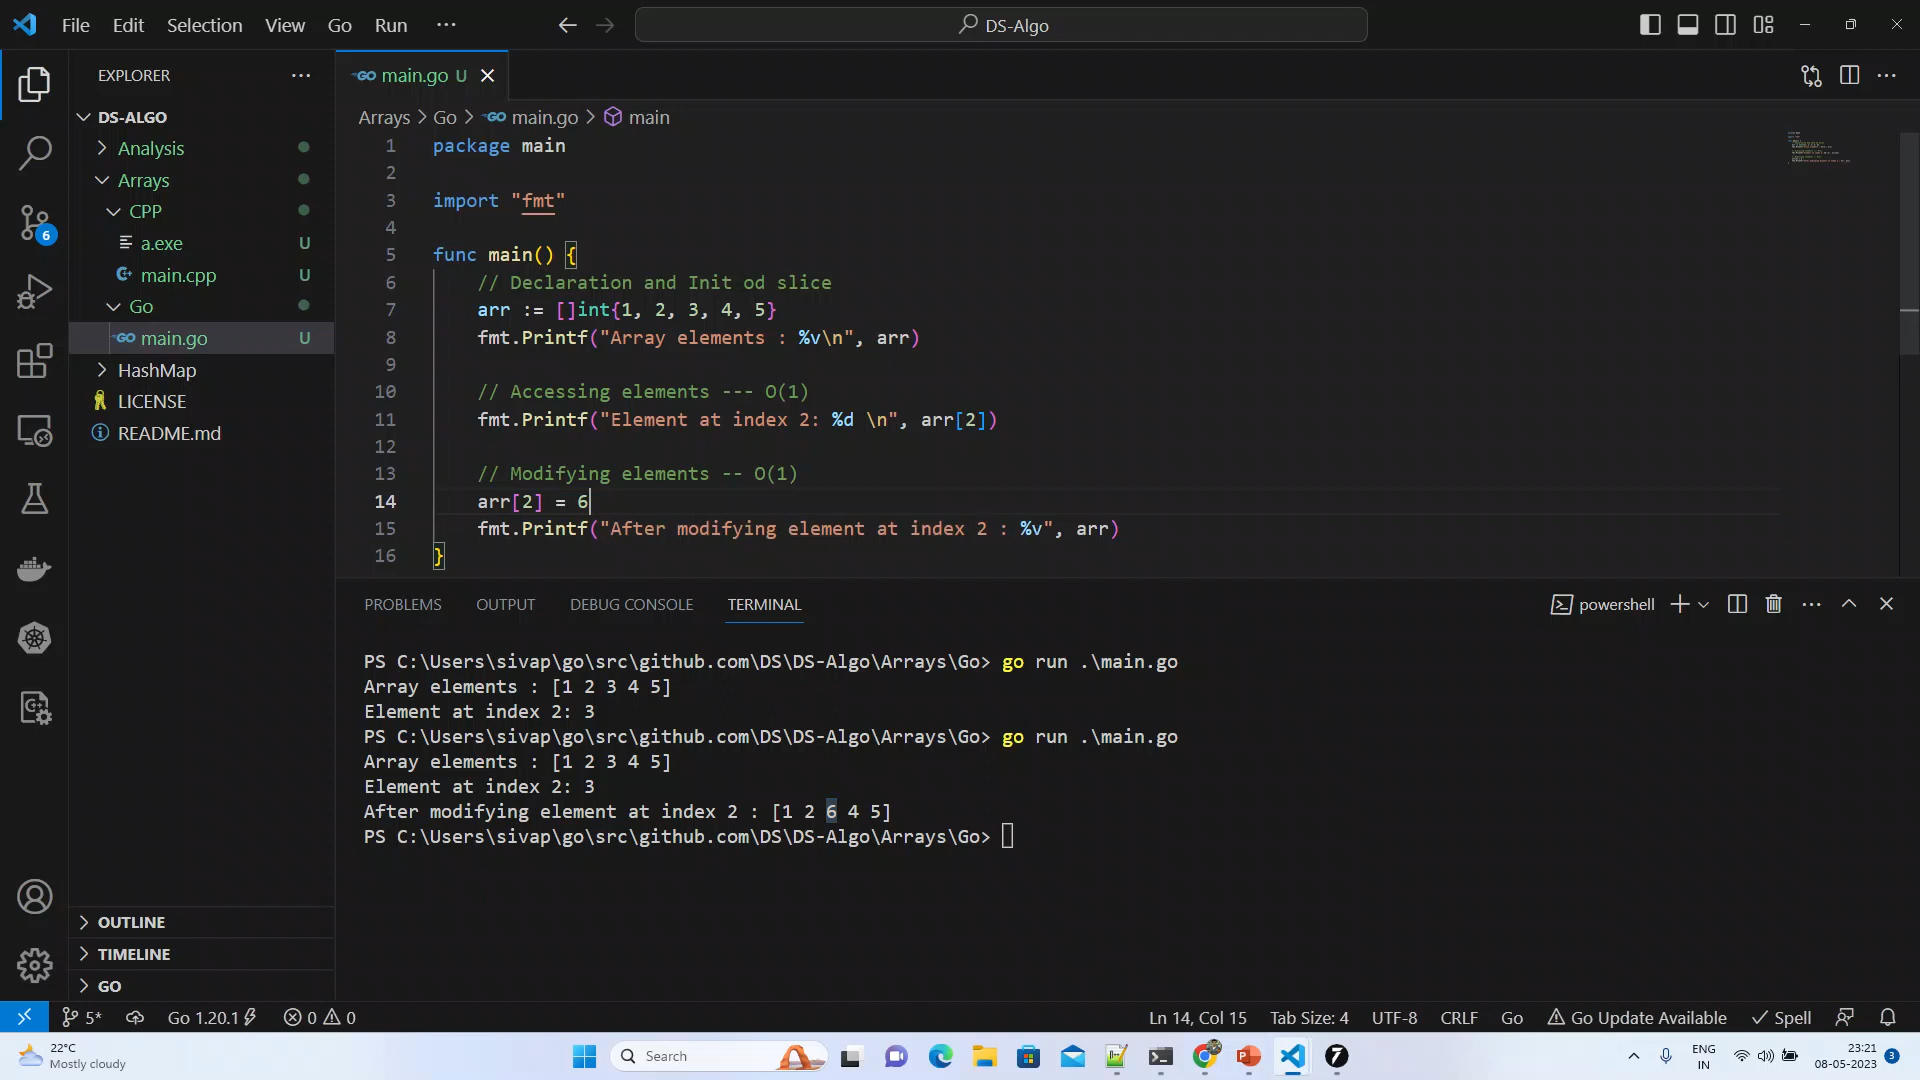 File Edit Selection View Go Run ··· DS-Algo
EXPLORER ···
DS-ALGO
Analysis
Arrays
CPP
a.exe U
main.cpp U
Go
main.go U
HashMap
LICENSE
README.md
OUTLINE
TIMELINE
GO
main.go U
Arrays > Go > main.go > main
1 package main
2
3 import "fmt"
4
5 func main() {
6 // Declaration and Init od slice
7 arr := []int{1, 2, 3, 4, 5}
8 fmt.Printf("Array elements : %v\n", arr)
9
10 // Accessing elements --- O(1)
11 fmt.Printf("Element at index 2: %d \n", arr[2])
12
13 // Modifying elements -- O(1)
14 arr[2] = 6
15 fmt.Printf("After modifying element at index 2 : %v", arr)
16 }
PROBLEMS OUTPUT DEBUG CONSOLE TERMINAL powershell
PS C:\Users\sivap\go\src\github.com\DS\DS-Algo\Arrays\Go> go run .\main.go
Array elements : [1 2 3 4 5]
Element at index 2: 3
PS C:\Users\sivap\go\src\github.com\DS\DS-Algo\Arrays\Go> go run .\main.go
Array elements : [1 2 3 4 5]
Element at index 2: 3
After modifying element at index 2 : [1 2 6 4 5]
PS C:\Users\sivap\go\src\github.com\DS\DS-Algo\Arrays\Go>
6
5* Go 1.20.1 0 0 Ln 14, Col 15 Tab Size: 4 UTF-8 CRLF Go Go Update Available Spell
22°C
Mostly cloudy
Search
ENG
IN
23:21
08-05-2023
3